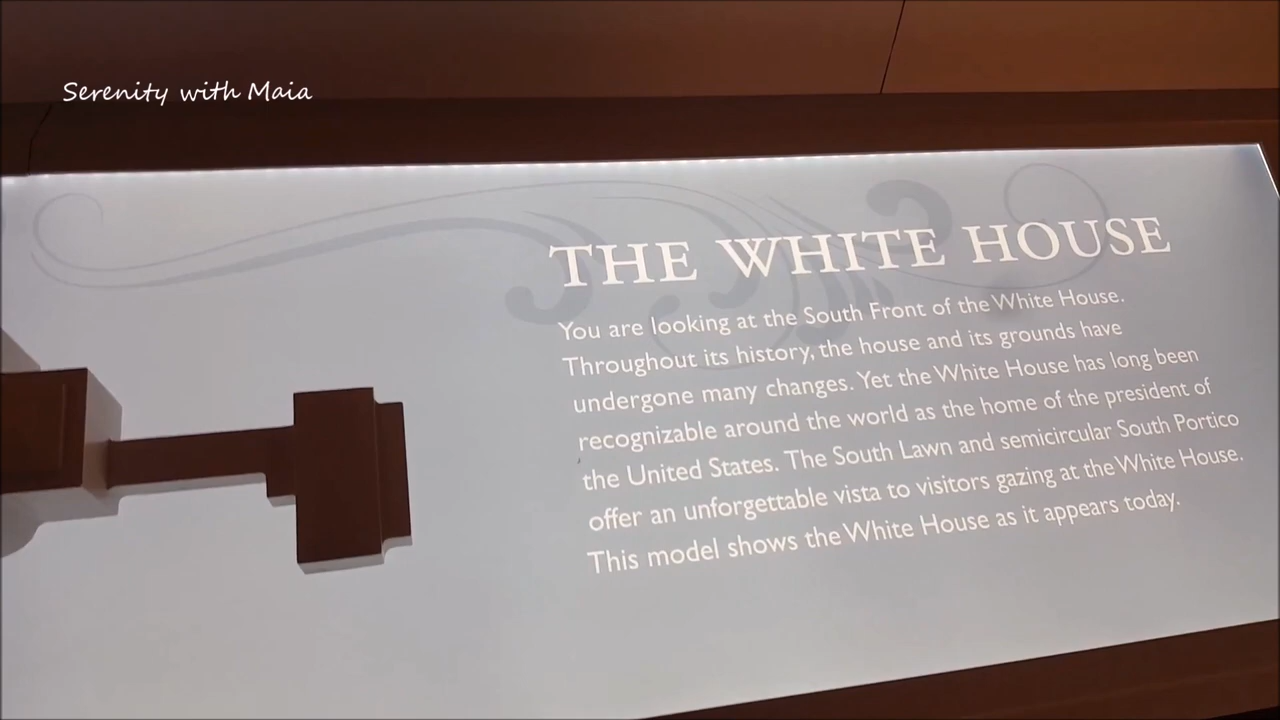 Serenity with Maia
THE WHITE HOUSE
You are looking at the South Front of the White House.
Throughout its history, the house and its grounds have
undergone many changes. Yet the White House has long been
recognizable around the world as the home of the president of
the United States. The South Lawn and semicircular South Portico
offer an unforgettable vista to visitors gazing at the White House.
This model shows the White House as it appears today.